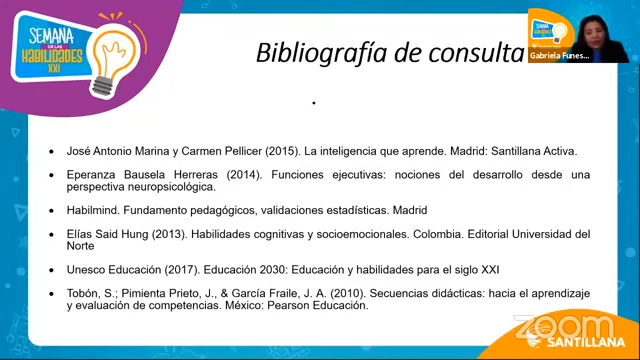 SEMANA
DE LAS
HABILIDADES
XXI
Bibliografía de consulta
Gabriela Funes...
.
• José Antonio Marina y Carmen Pellicer (2015). La inteligencia que aprende. Madrid: Santillana Activa.
• Eperanza Bausela Herreras (2014). Funciones ejecutivas: nociones del desarrollo desde una
perspectiva neuropsicológica.
• Habilmind. Fundamento pedagógicos, validaciones estadísticas. Madrid
• Elías Said Hung (2013). Habilidades cognitivas y socioemocionales. Colombia. Editorial Universidad del
Norte
• Unesco Educación (2017). Educación 2030: Educación y habilidades para el siglo XXI
• Tobón, S.; Pimienta Prieto, J., & García Fraile, J. A. (2010). Secuencias didácticas: hacia el aprendizaje
y evaluación de competencias. México: Pearson Educación.
zoom
SANTILLANA